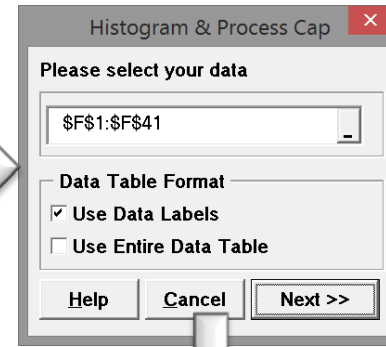 Histogram & Process Cap
Please select your data
$F$1:$F$41
Data Table Format
Use Data Labels
Use Entire Data Table
Help Cancel Next >>